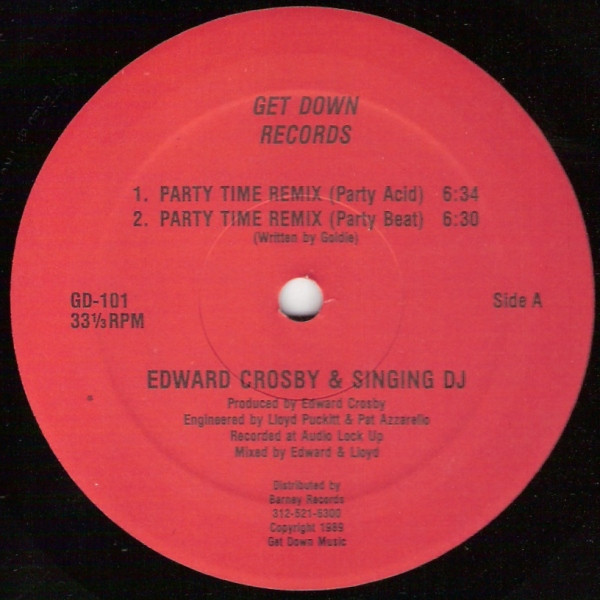 GET DOWN
RECORDS
1. PARTY TIME REMIX (Party Acid) 6:34
2. PARTY TIME REMIX (Party Beat) 6:30
(Written by Goldie)
GD-101
33⅓ RPM
Side A
EDWARD CROSBY & SINGING DJ
Produced by Edward Crosby
Engineered by Lloyd Puckitt & Pat Azzarello
Recorded at Audio Lock Up
Mixed by Edward & Lloyd
Distributed by
Barney Records
312-521-6300
Copyright 1989
Get Down Music